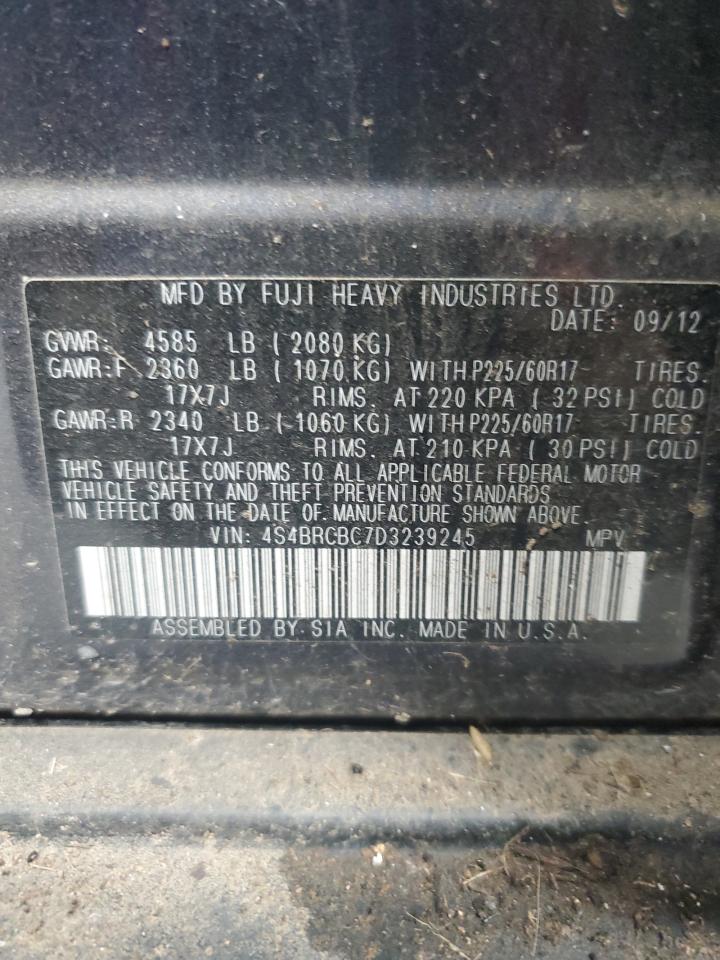 MFD BY FUJI HEAVY INDUSTRIES LTD.
DATE: 09/12
GVWR: 4585 LB ( 2080 KG)
GAWR:F 2360 LB ( 1070 KG) WITH P225/60R17 TIRES.
17X7J RIMS. AT 220 KPA ( 32 PSI) COLD
GAWR:R 2340 LB ( 1060 KG) WITH P225/60R17 TIRES.
17X7J RIMS. AT 210 KPA ( 30 PSI) COLD
THIS VEHICLE CONFORMS TO ALL APPLICABLE FEDERAL MOTOR
VEHICLE SAFETY AND THEFT PREVENTION STANDARDS
IN EFFECT ON THE DATE OF MANUFACTURE SHOWN ABOVE.
VIN: 4S4BRCBC7D3239245 MPV
ASSEMBLED BY SIA INC. MADE IN U.S.A.